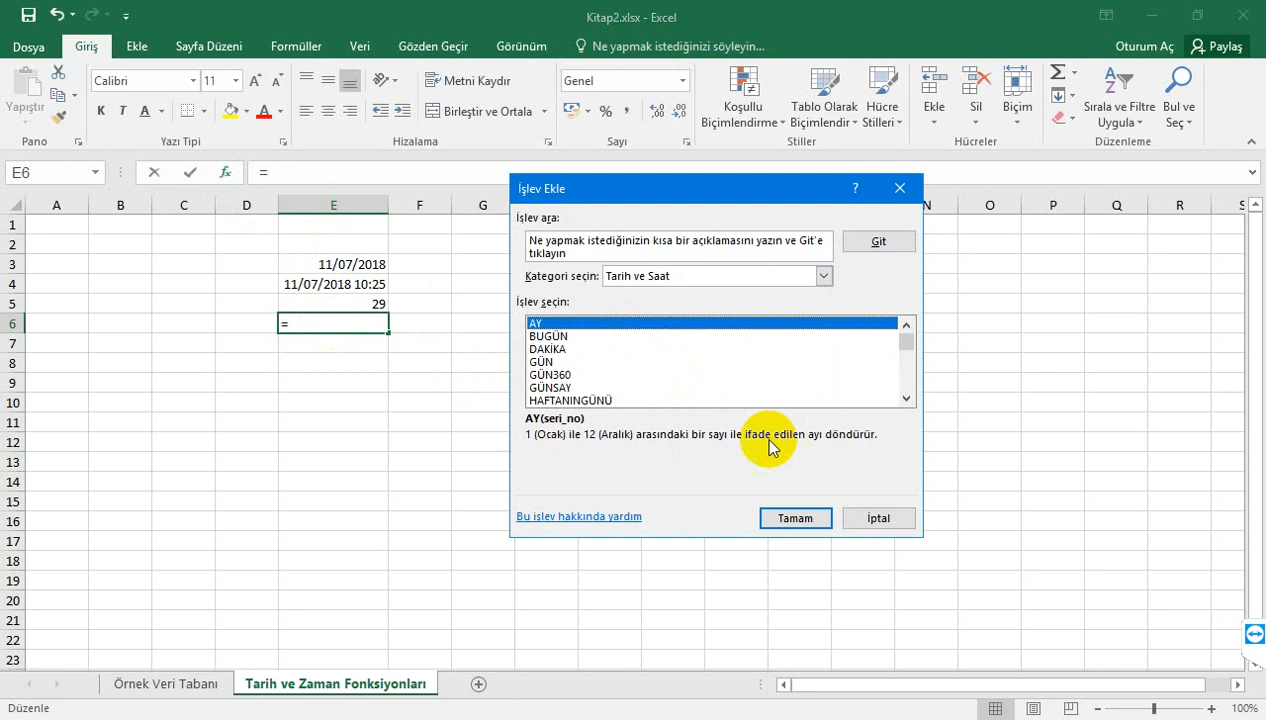 Kitap2.xlsx - Excel
Dosya Giriş Ekle Sayfa Düzeni Formüller Veri Gözden Geçir Görünüm Ne yapmak istediğinizi söyleyin... Oturum Aç Paylaş
Yapıştır
Calibri 11
K T A
Metni Kaydır
Birleştir ve Ortala
Genel
Koşullu Biçimlendirme
Tablo Olarak Biçimlendir
Hücre Stilleri
Ekle Sil Biçim
Sırala ve Filtre Uygula
Bul ve Seç
Pano Yazı Tipi Hizalama Sayı Stiller Hücreler Düzenleme
E6 fx =
A B C D E F G N O P Q R S
1
2
3 11/07/2018
4 11/07/2018 10:25
5 29
6 =
7
8
9
10
11
12
13
14
15
16
17
18
19
20
21
22
23
İşlev Ekle ?
İşlev ara:
Ne yapmak istediğinizin kısa bir açıklamasını yazın ve Git'e
tıklayın
Git
Kategori seçin: Tarih ve Saat
İşlev seçin:
AY
BUGÜN
DAKİKA
GÜN
GÜN360
GÜNSAY
HAFTANINGÜNÜ
AY(seri_no)
1 (Ocak) ile 12 (Aralık) arasındaki bir sayı ile ifade edilen ayı döndürür.
Bu işlev hakkında yardım Tamam İptal
Örnek Veri Tabanı Tarih ve Zaman Fonksiyonları
Düzenle 100%